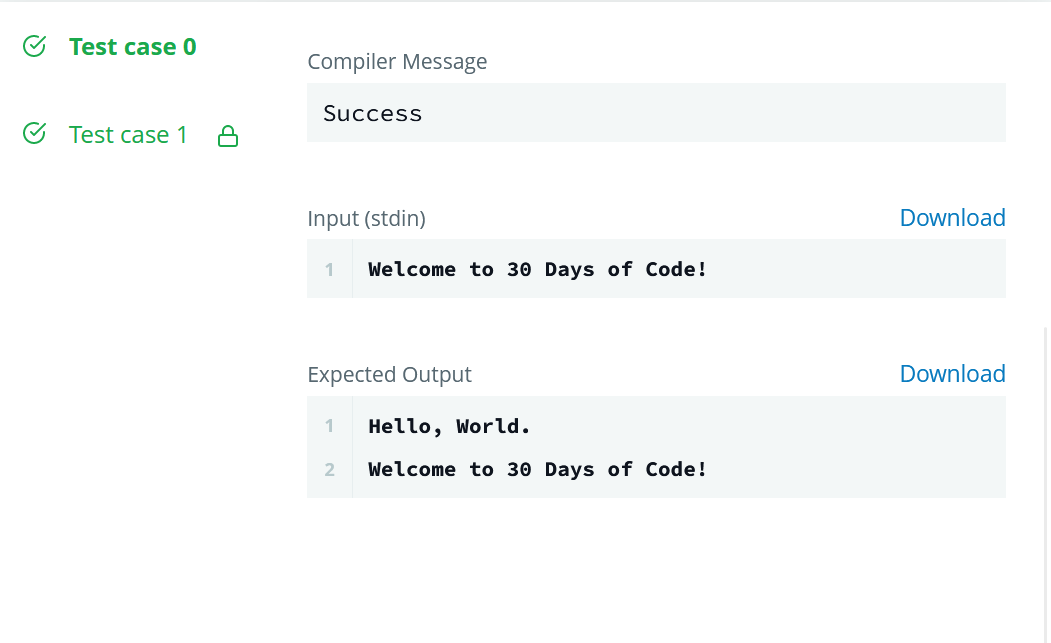 Test case 0
Test case 1
Compiler Message
Success
Input (stdin)
Download
1 Welcome to 30 Days of Code!
Expected Output
Download
1 Hello, World.
2 Welcome to 30 Days of Code!